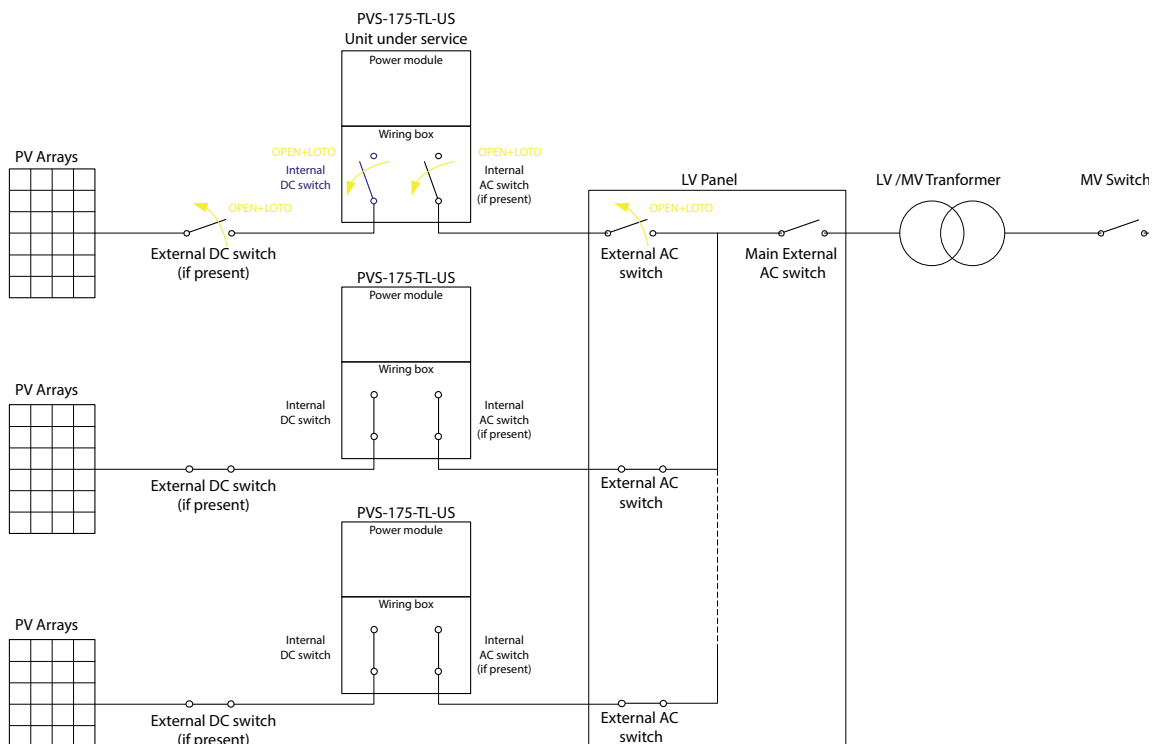 PVS-175-TL-US
Unit under service
Power module
Wiring box
PV Arrays
OPEN+LOTO
Internal
DC switch
OPEN+LOTO
Internal
AC switch
(if present)
OPEN+LOTO
External DC switch
(if present)
LV Panel
OPEN+LOTO
External AC
switch
Main External
AC switch
LV /MV Tranformer
MV Switch
PVS-175-TL-US
Power module
Wiring box
PV Arrays
Internal
DC switch
Internal
AC switch
(if present)
External DC switch
(if present)
External AC
switch
PVS-175-TL-US
Power module
Wiring box
PV Arrays
Internal
DC switch
Internal
AC switch
(if present)
External DC switch
(if present)
External AC
switch